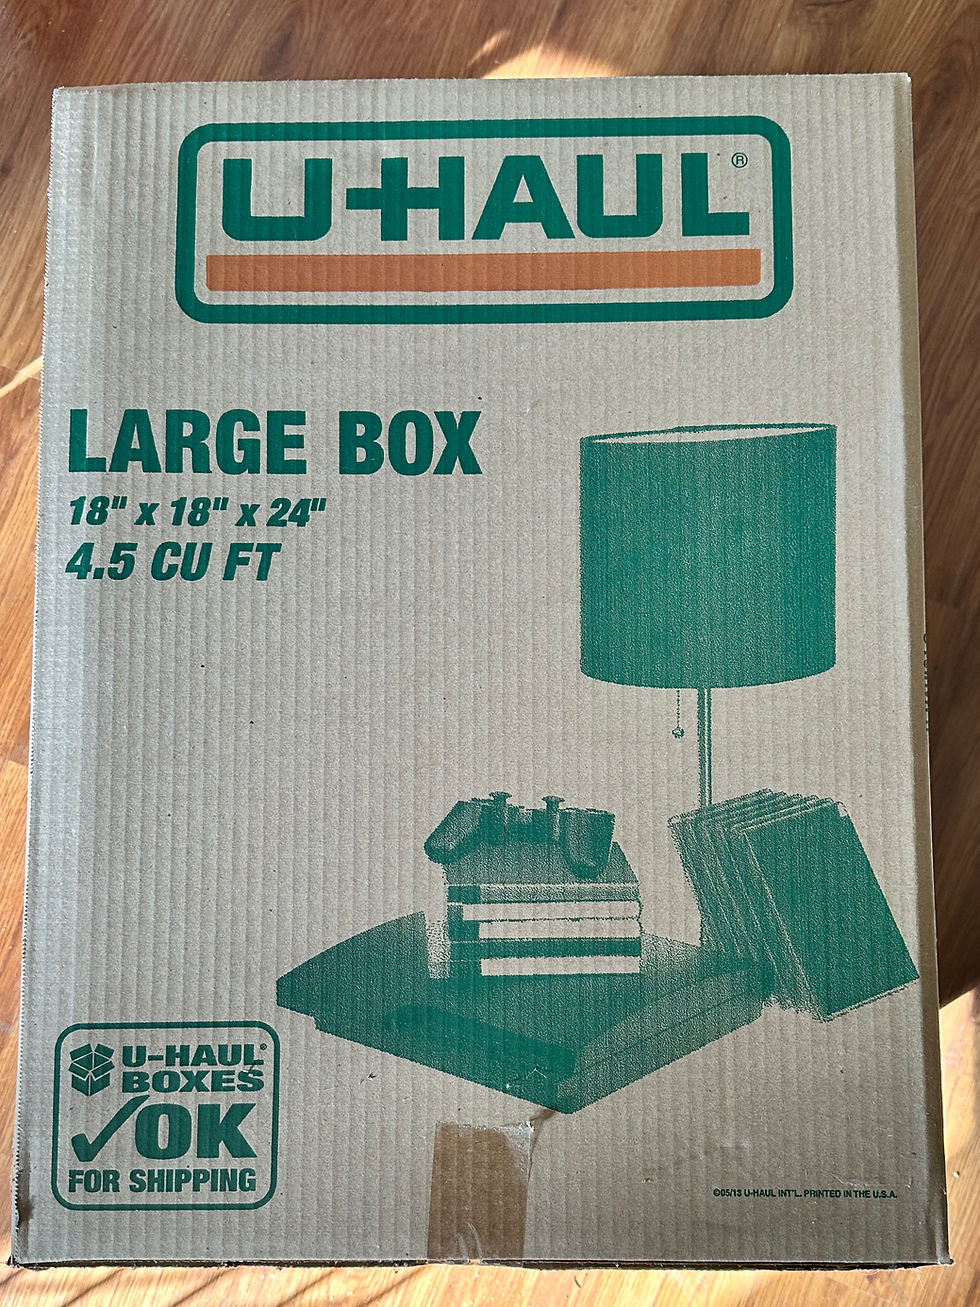 U-HAUL®
LARGE BOX
18" x 18" x 24"
4.5 CU FT
U-HAUL®
BOXES
OK
FOR SHIPPING
©05/13 U-HAUL INT'L. PRINTED IN THE U.S.A.